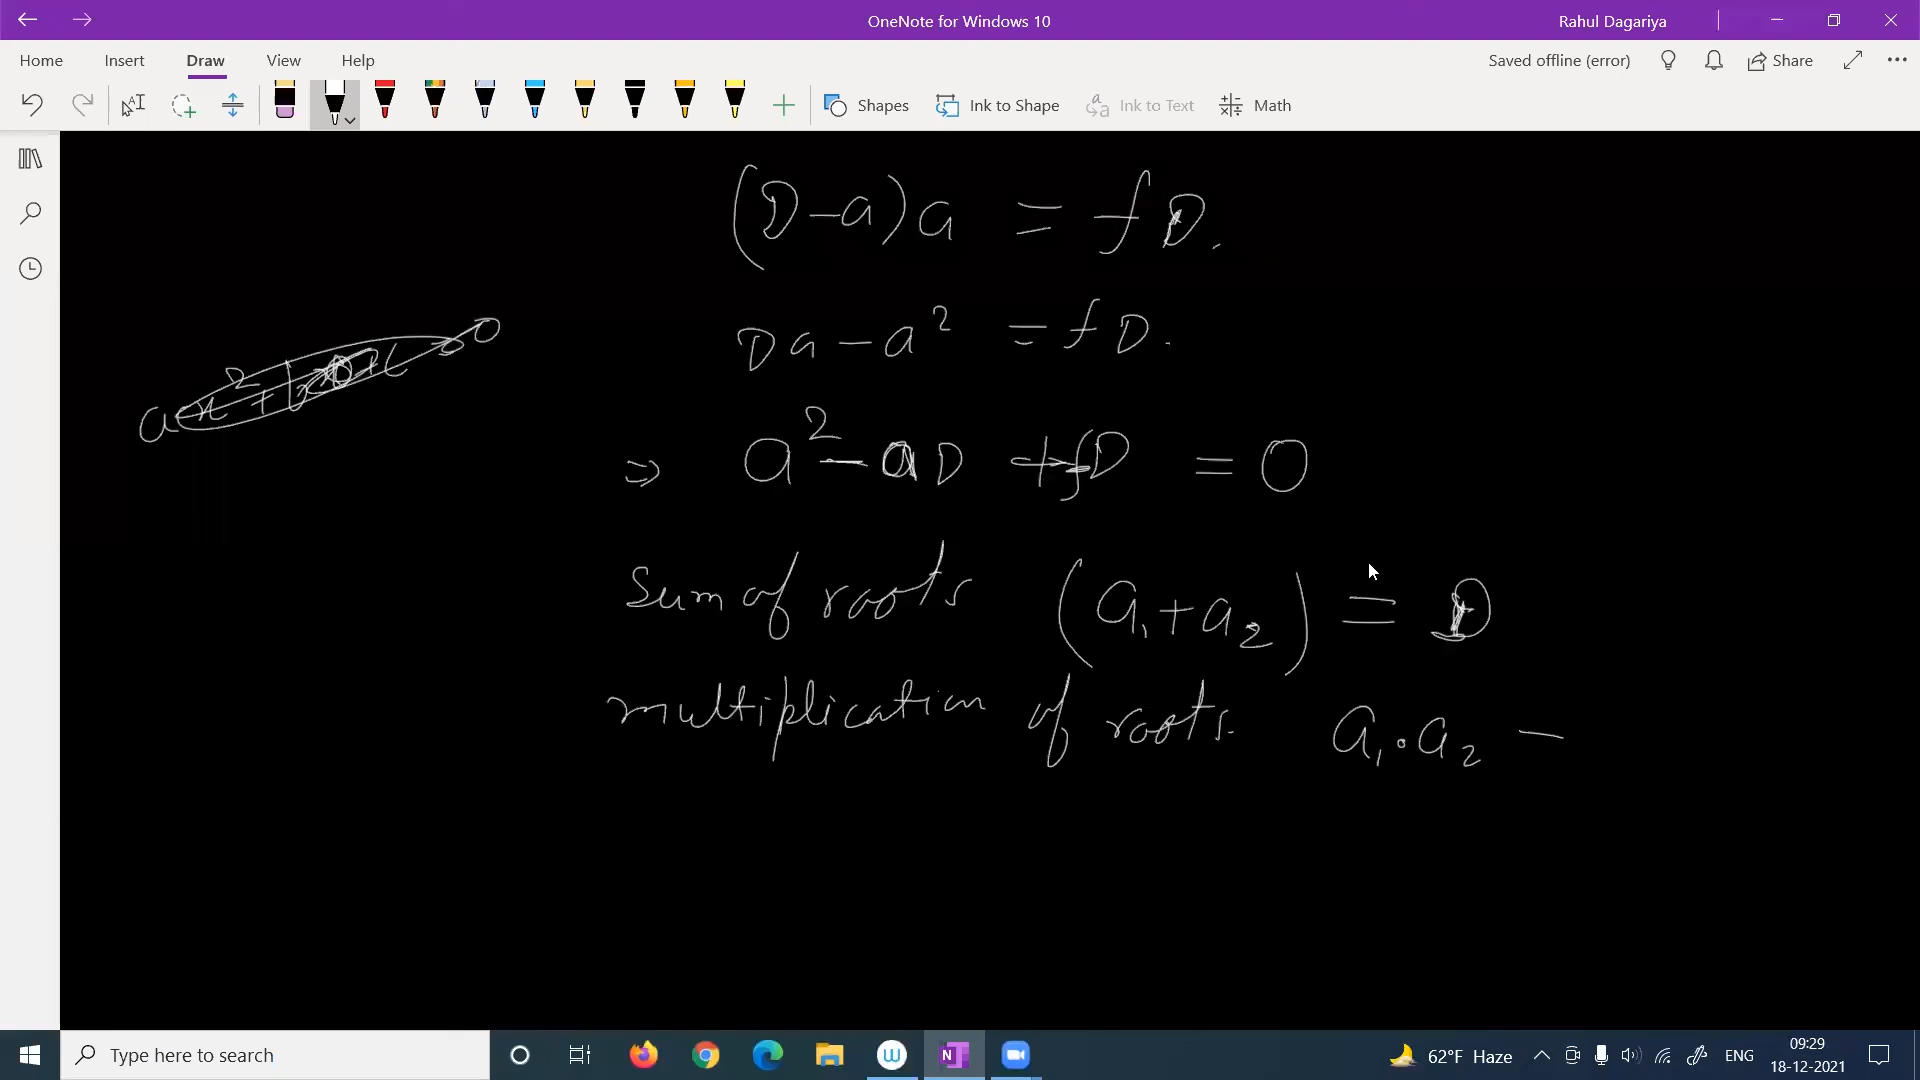 OneNote for Windows 10
Rahul Dagariya
Home Insert Draw View Help
Saved offline (error)
Share
Shapes
Ink to Shape
Ink to Text
Math
(D-a)a = fD.
Da - a² = fD.
⇒ a² - aD + fD = 0
Sum of roots (a₁ + a₂) = D
multiplication of roots. a₁ . a₂ -
Type here to search
62°F Haze
ENG
09:29
18-12-2021